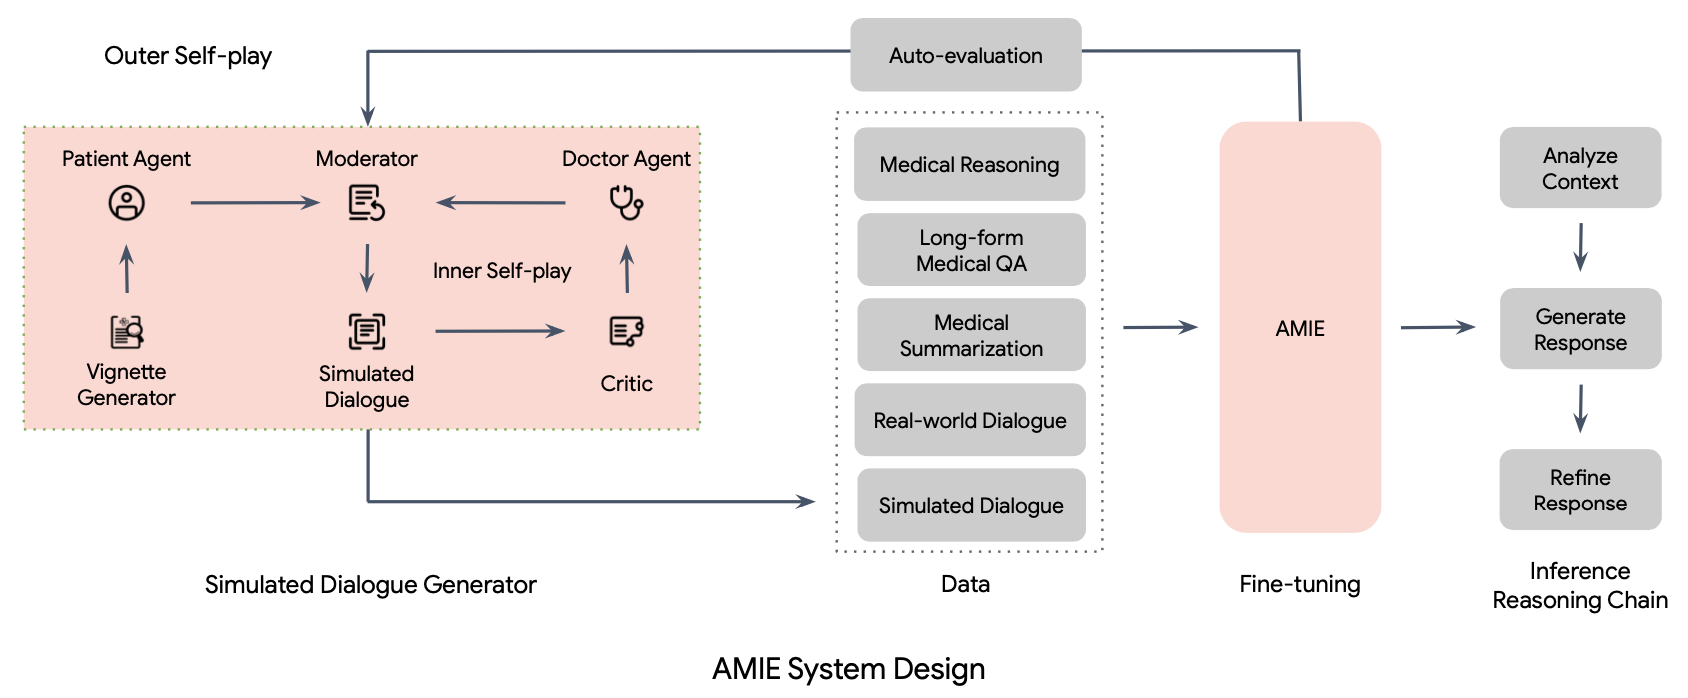 Outer Self-play
Auto-evaluation
Patient Agent
Moderator
Doctor Agent
Inner Self-play
Vignette
Generator
Simulated
Dialogue
Critic
Simulated Dialogue Generator
Medical Reasoning
Long-form
Medical QA
Medical
Summarization
Real-world Dialogue
Simulated Dialogue
Data
AMIE
Fine-tuning
Analyze
Context
Generate
Response
Refine
Response
Inference
Reasoning Chain
AMIE System Design